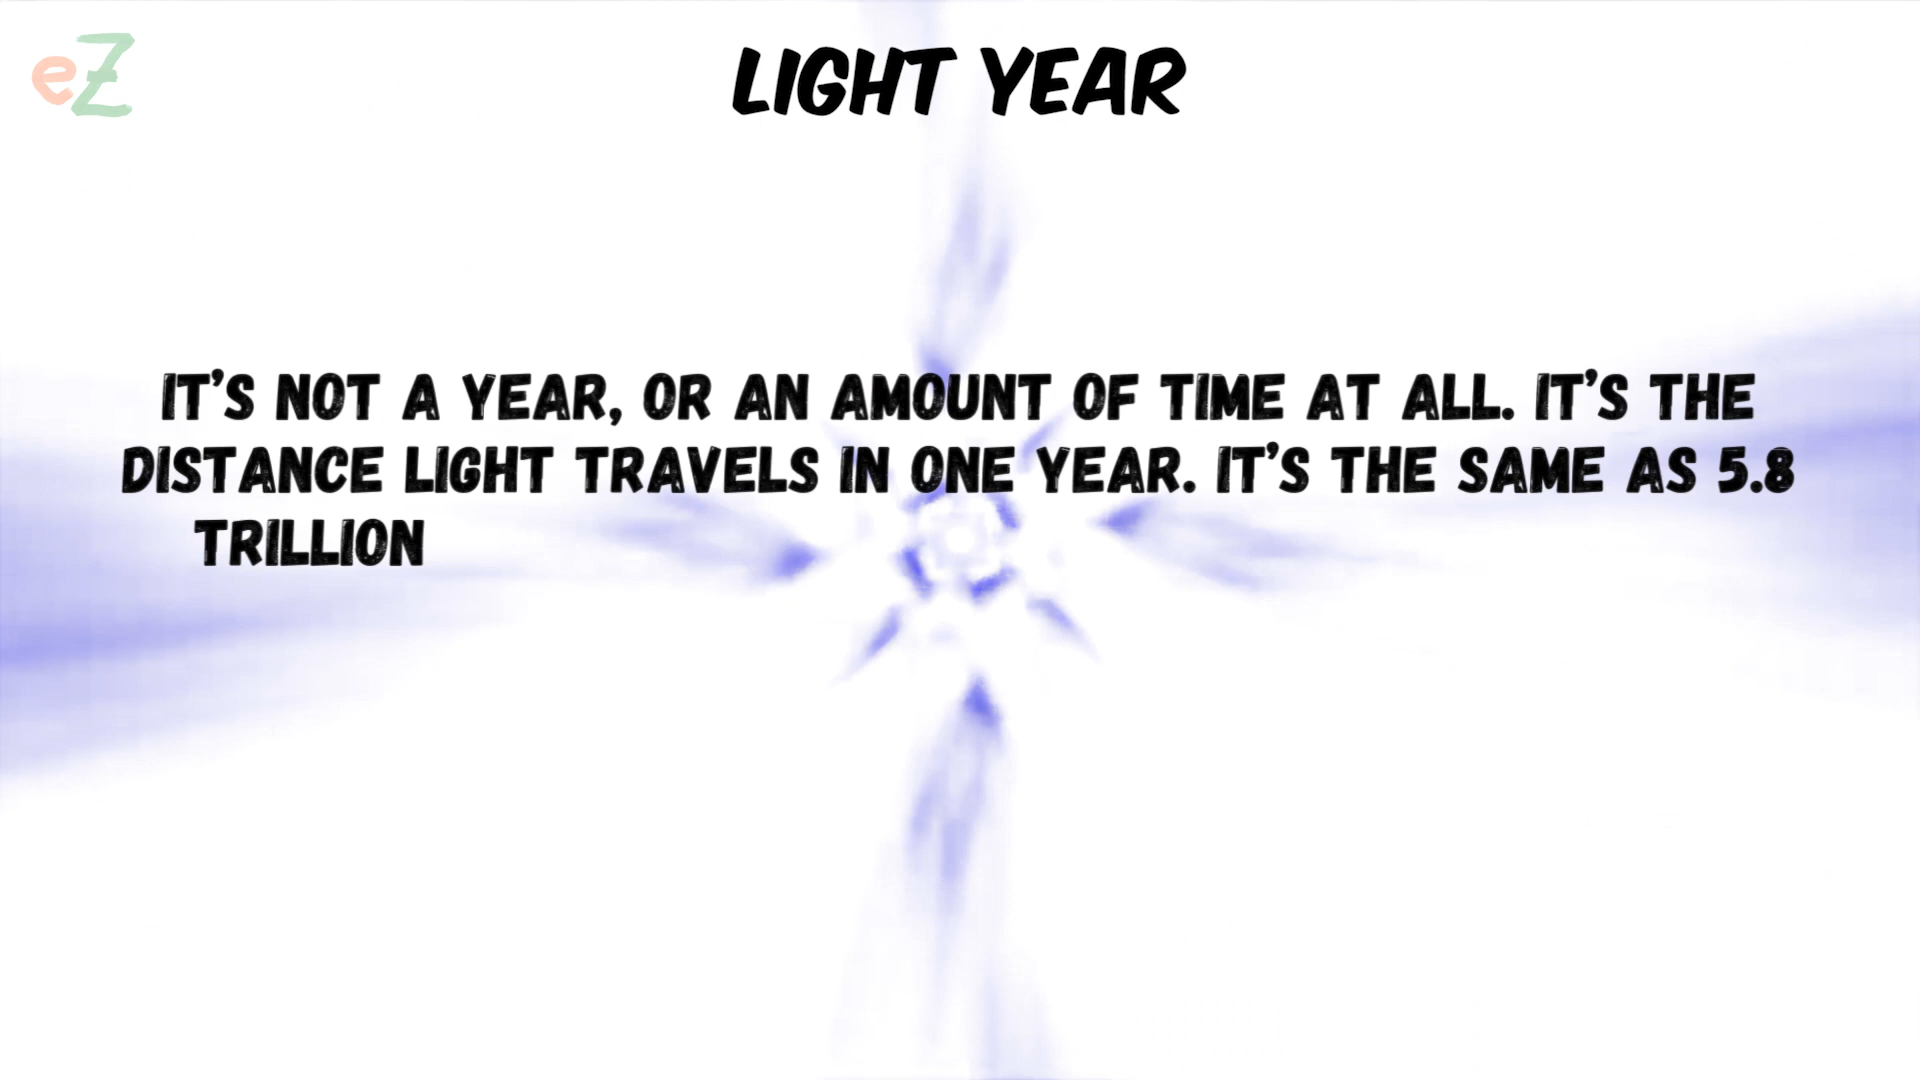 eZ
LIGHT YEAR
IT'S NOT A YEAR, OR AN AMOUNT OF TIME AT ALL. IT'S THE
DISTANCE LIGHT TRAVELS IN ONE YEAR. IT'S THE SAME AS 5.8
TRILLION